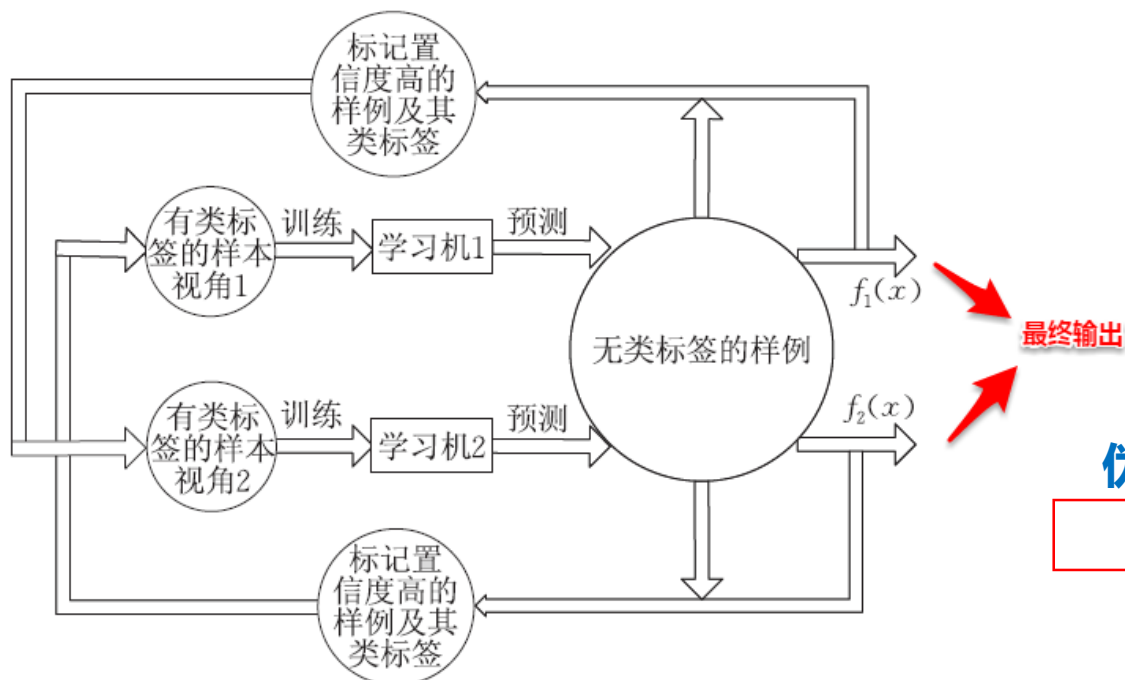 标记置
信度高的
样例及其
类标签
有类标
签的样本
视角1
训练
学习机1
预测
f₁(x)
无类标签的样例
最终输出
有类标
签的样本
视角2
训练
学习机2
预测
f₂(x)
标记置
信度高的
样例及其
类标签